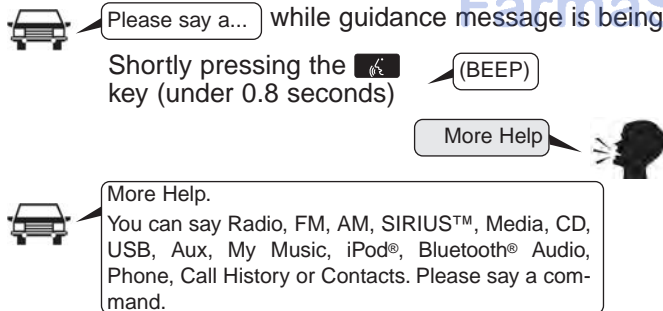 Please say a... while guidance message is being
Shortly pressing the
key (under 0.8 seconds)
(BEEP)
More Help
More Help.
You can say Radio, FM, AM, SIRIUS™, Media, CD,
USB, Aux, My Music, iPod®, Bluetooth® Audio,
Phone, Call History or Contacts. Please say a com-
mand.